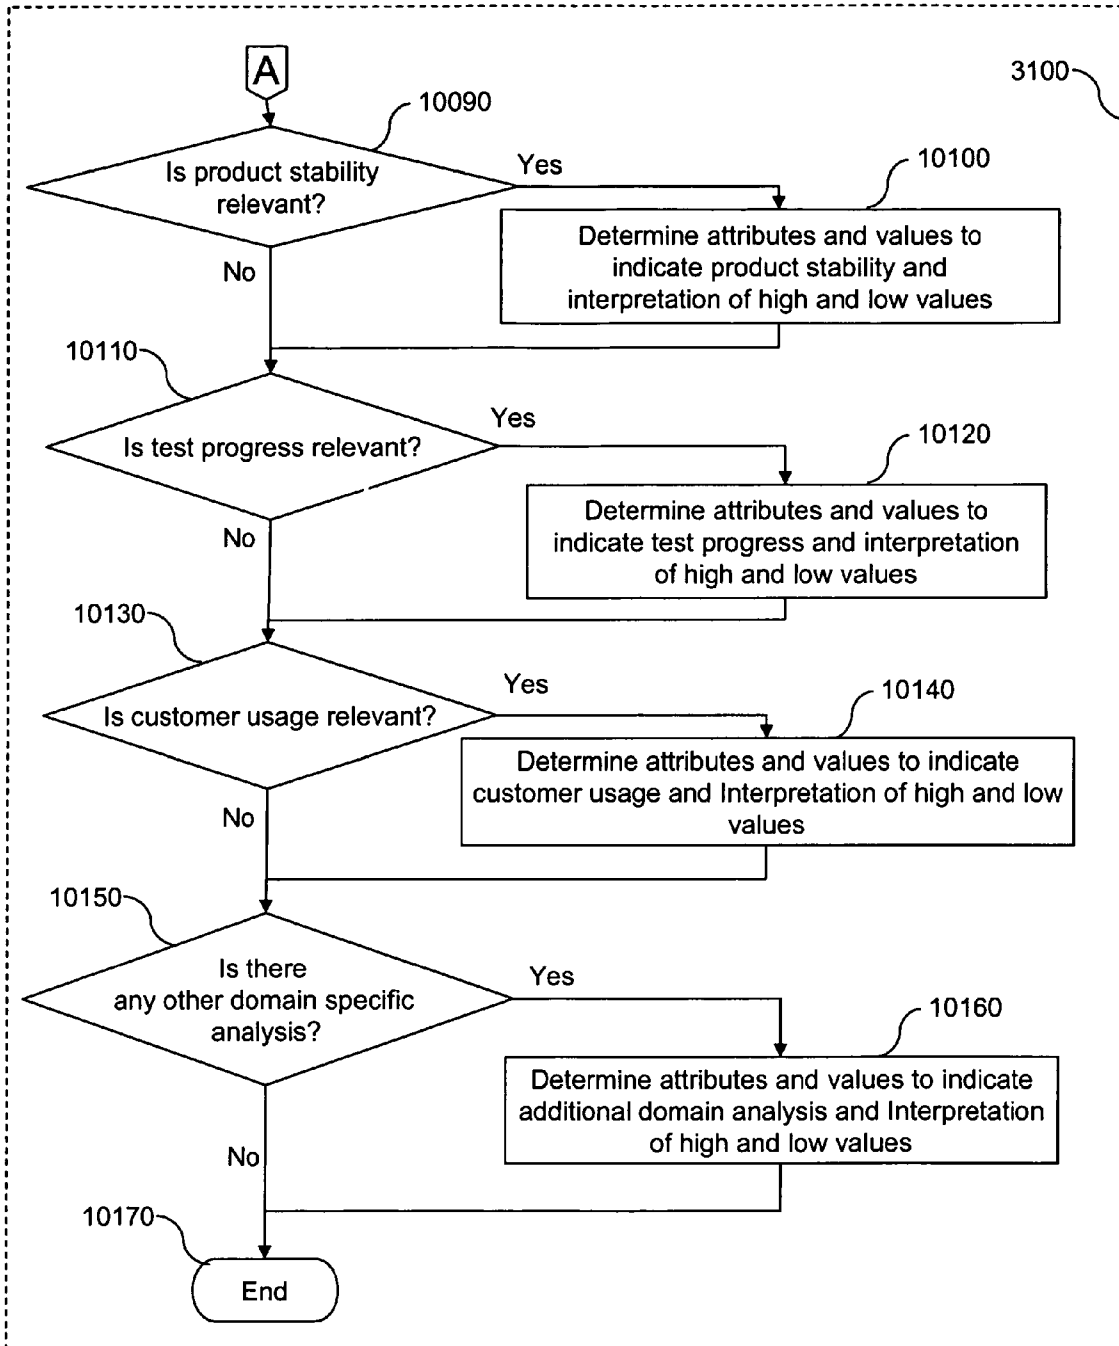 A
3100
10090
Is product stability
relevant?
Yes
10100
Determine attributes and values to
indicate product stability and
interpretation of high and low values
No
10110
Is test progress relevant?
Yes
10120
Determine attributes and values to
indicate test progress and interpretation
of high and low values
No
10130
Is customer usage relevant?
Yes
10140
Determine attributes and values to indicate
customer usage and Interpretation of high and low
values
No
10150
Is there
any other domain specific
analysis?
Yes
10160
Determine attributes and values to indicate
additional domain analysis and Interpretation
of high and low values
No
10170
End